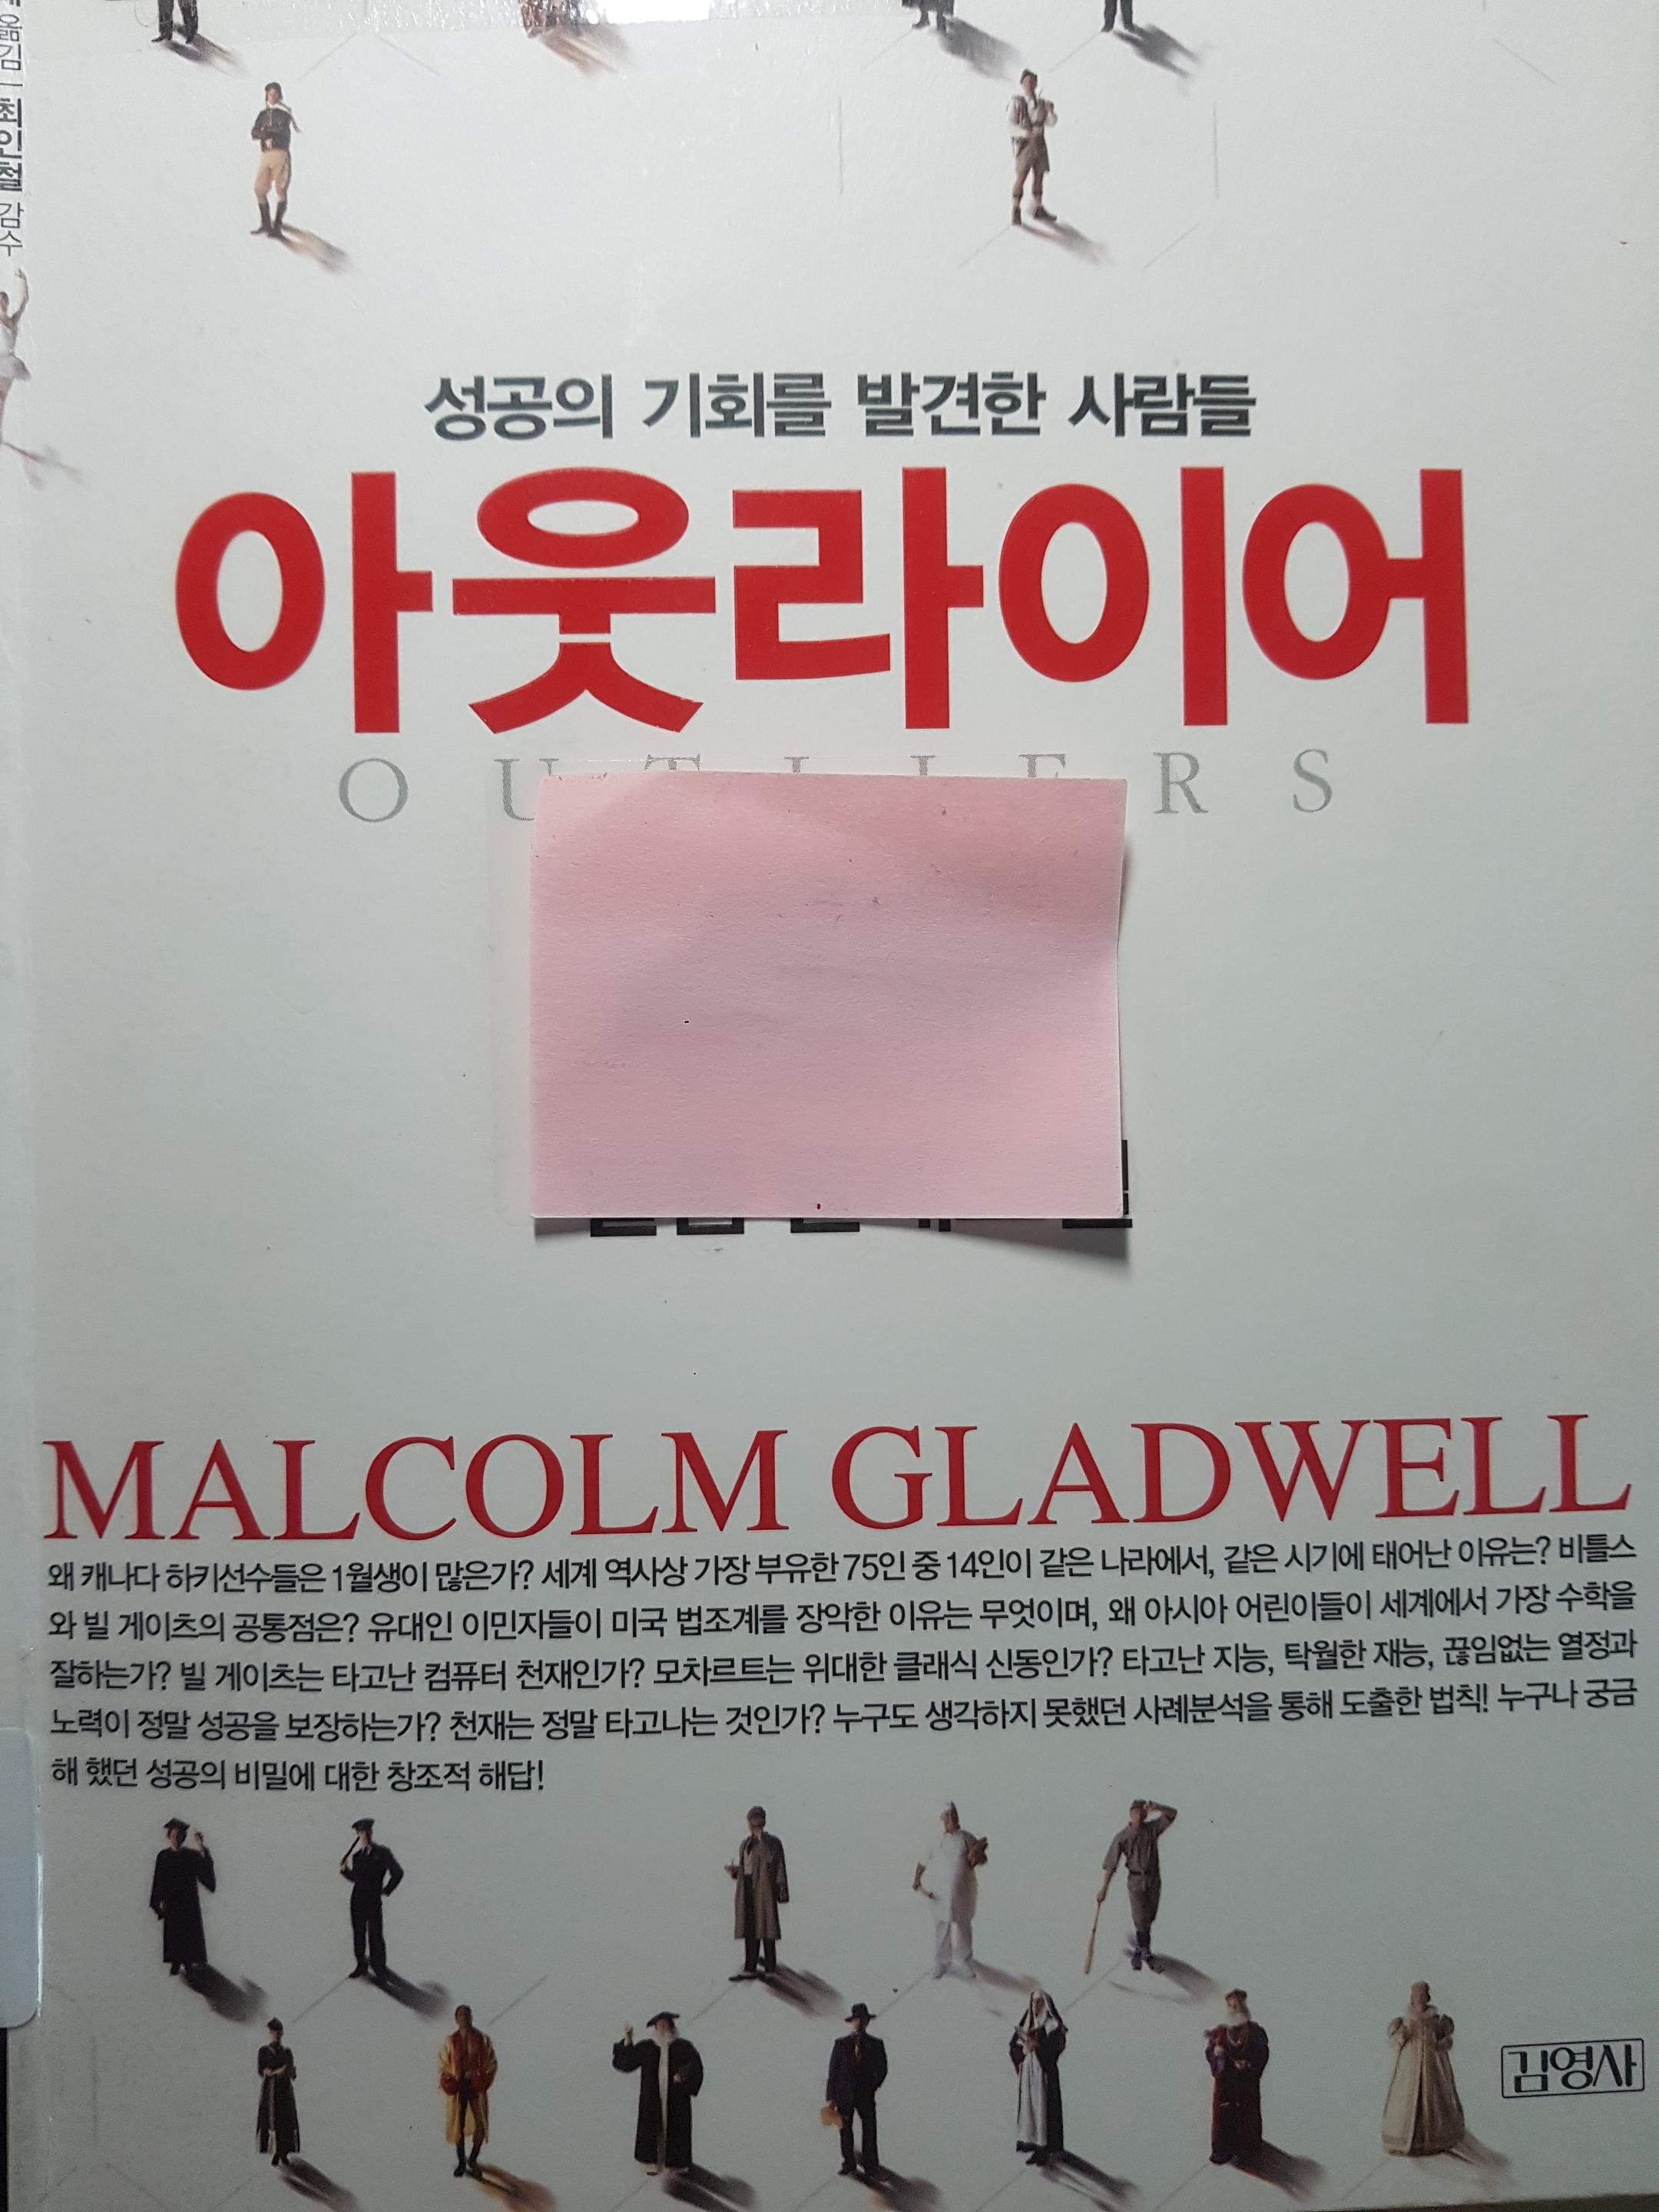 옮김 | 최인철 감수
성공의 기회를 발견한 사람들
아웃라이어
OUTLIERS
MALCOLM GLADWELL
왜 캐나다 하키선수들은 1월생이 많은가? 세계 역사상 가장 부유한 75인 중 14인이 같은 나라에서, 같은 시기에 태어난 이유는? 비틀스
와 빌 게이츠의 공통점은? 유대인 이민자들이 미국 법조계를 장악한 이유는 무엇이며, 왜 아시아 어린이들이 세계에서 가장 수학을
잘하는가? 빌 게이츠는 타고난 컴퓨터 천재인가? 모차르트는 위대한 클래식 신동인가? 타고난 지능, 탁월한 재능, 끊임없는 열정과
노력이 정말 성공을 보장하는가? 천재는 정말 타고나는 것인가? 누구도 생각하지 못했던 사례분석을 통해 도출한 법칙! 누구나 궁금
해 했던 성공의 비밀에 대한 창조적 해답!
김영사